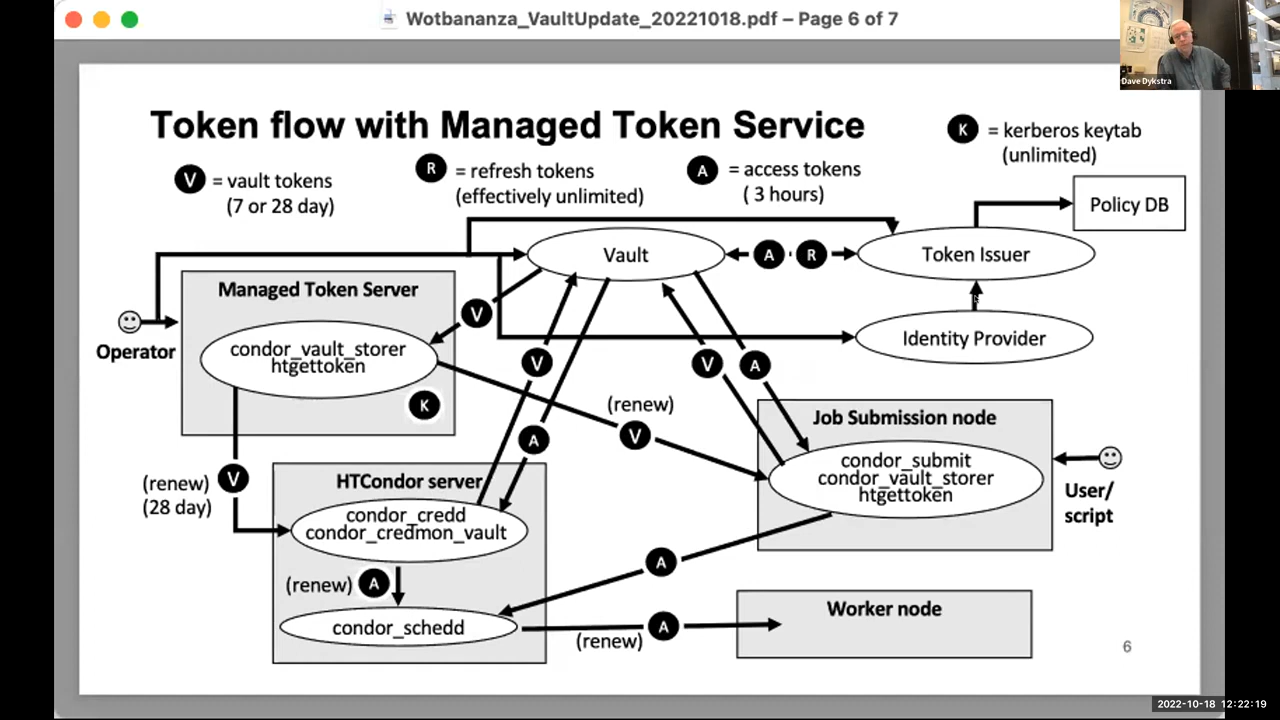 Wotbananza_VaultUpdate_20221018.pdf – Page 6 of 7
Dave Dykstra
Token flow with Managed Token Service
K = kerberos keytab
(unlimited)
V = vault tokens
(7 or 28 day)
R = refresh tokens
(effectively unlimited)
A = access tokens
( 3 hours)
Policy DB
Vault
A
R
Token Issuer
Managed Token Server
V
Operator
condor_vault_storer
htgettoken
K
Identity Provider
V
V
A
(renew)
V
A
Job Submission node
condor_submit
condor_vault_storer
htgettoken
User/
script
(renew)
(28 day)
V
HTCondor server
condor_credd
condor_credmon_vault
A
(renew)
A
condor_schedd
A
(renew)
Worker node
6
2022-10-18 12:22:19